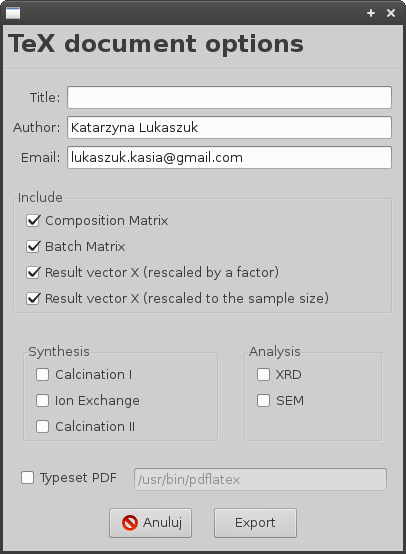 TeX document options
Title:
Author: Katarzyna Lukaszuk
Email: lukaszuk.kasia@gmail.com
Include
Composition Matrix
Batch Matrix
Result vector X (rescaled by a factor)
Result vector X (rescaled to the sample size)
Synthesis
Calcination I
Ion Exchange
Calcination II
Analysis
XRD
SEM
Typeset PDF /usr/bin/pdflatex
Anuluj Export